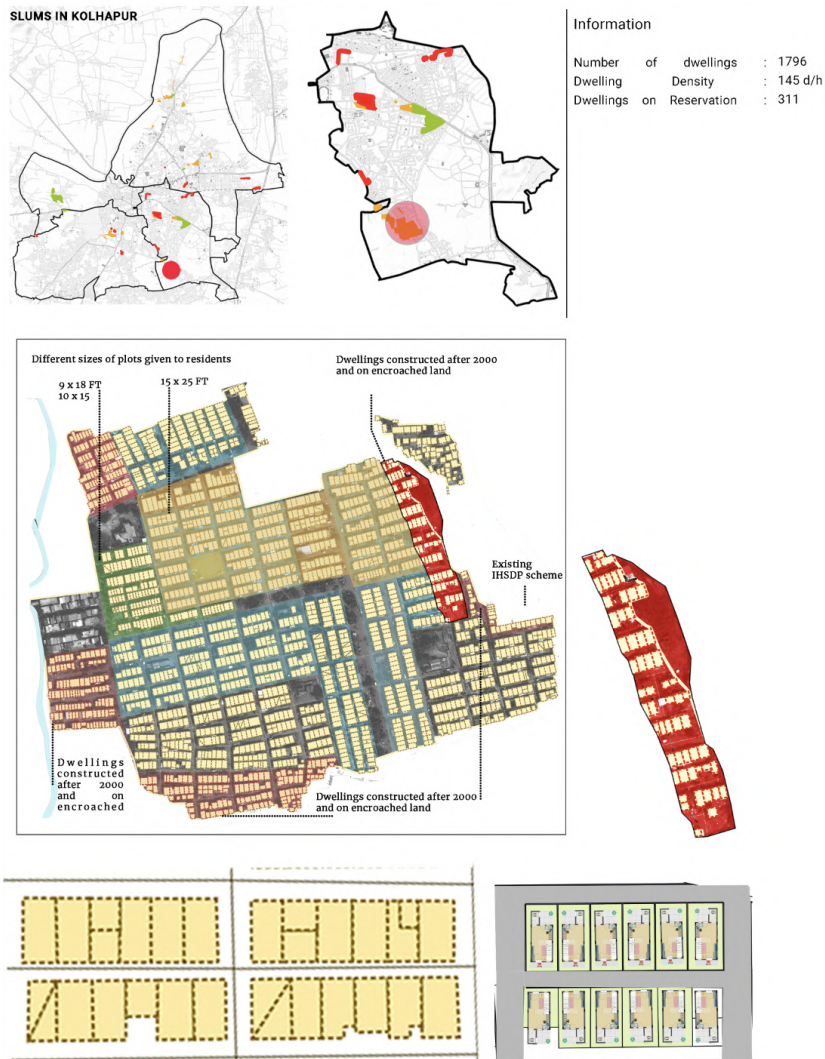 SLUMS IN KOLHAPUR
Information
Number of dwellings : 1796
Dwelling Density : 145 d/h
Dwellings on Reservation : 311
Different sizes of plots given to residents
9 x 18 FT
10 x 15
15 x 25 FT
Dwellings constructed after 2000
and on encroached land
Existing
IHSDP scheme
Dwellings
constructed
after 2000
and on
encroached
Dwellings constructed after 2000
and on encroached land